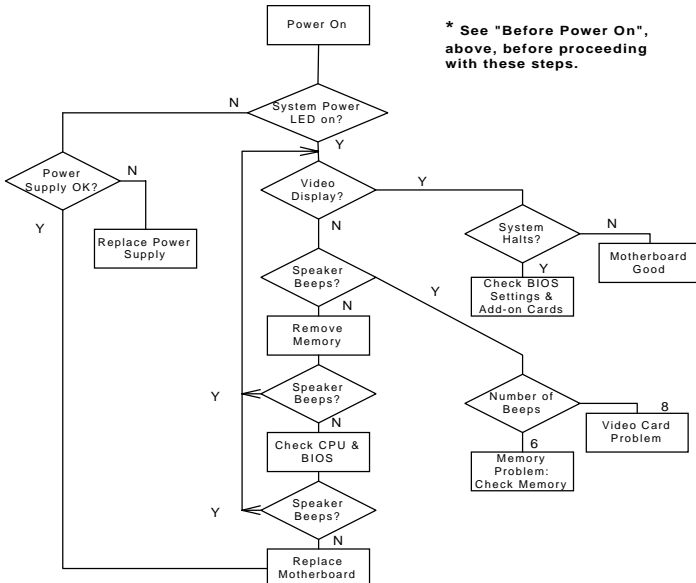 Power On
* See "Before Power On",
above, before proceeding
with these steps.
N
System Power
LED on?
Y
Power
Supply OK?
N
Y
Replace Power
Supply
Video
Display?
Y
N
System
Halts?
N
Y
Motherboard
Good
Check BIOS
Settings &
Add-on Cards
Speaker
Beeps?
Y
N
Remove
Memory
Speaker
Beeps?
Y
N
Number of
Beeps
8
6
Video Card
Problem
Memory
Problem:
Check Memory
Check CPU &
BIOS
Speaker
Beeps?
Y
N
Replace
Motherboard